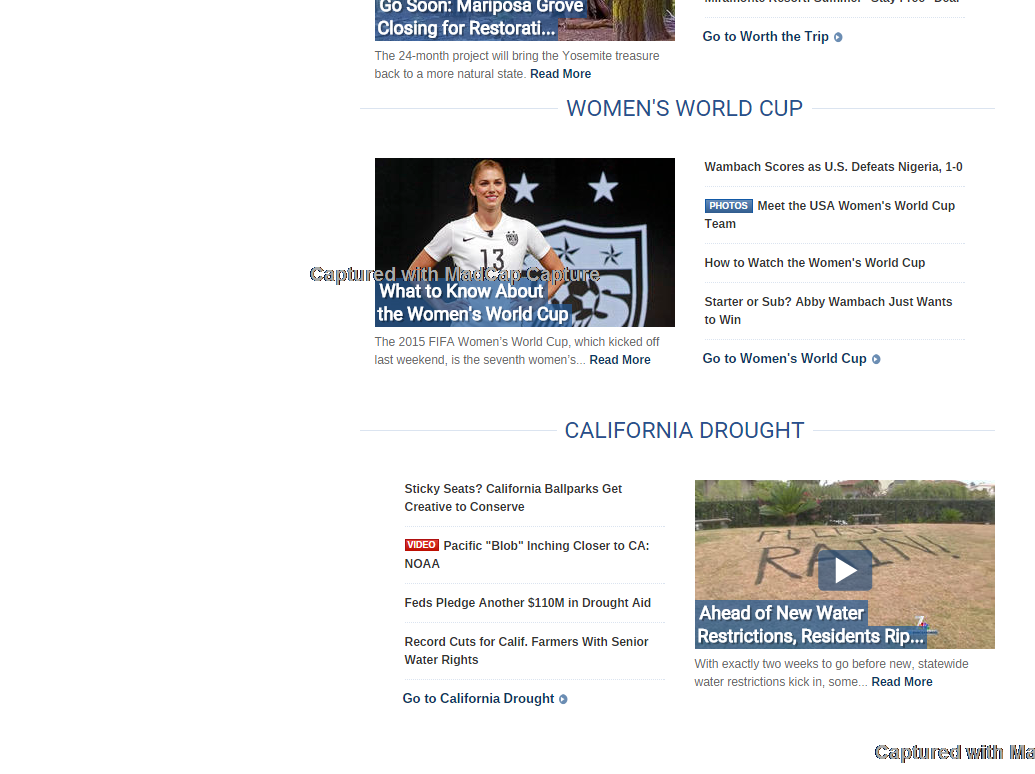 Go Soon: Mariposa Grove
Closing for Restorati...
The 24-month project will bring the Yosemite treasure
back to a more natural state. Read More
Go to Worth the Trip
WOMEN'S WORLD CUP
13
Captured with MadCap Capture
What to Know About
the Women's World Cup
The 2015 FIFA Women's World Cup, which kicked off
last weekend, is the seventh women's... Read More
Wambach Scores as U.S. Defeats Nigeria, 1-0
PHOTOS Meet the USA Women's World Cup
Team
How to Watch the Women's World Cup
Starter or Sub? Abby Wambach Just Wants
to Win
Go to Women's World Cup
CALIFORNIA DROUGHT
Sticky Seats? California Ballparks Get
Creative to Conserve
VIDEO Pacific "Blob" Inching Closer to CA:
NOAA
Feds Pledge Another $110M in Drought Aid
Record Cuts for Calif. Farmers With Senior
Water Rights
Go to California Drought
PLEASE
RAIN!
Ahead of New Water
Restrictions, Residents Rip...
With exactly two weeks to go before new, statewide
water restrictions kick in, some... Read More
Captured with Ma